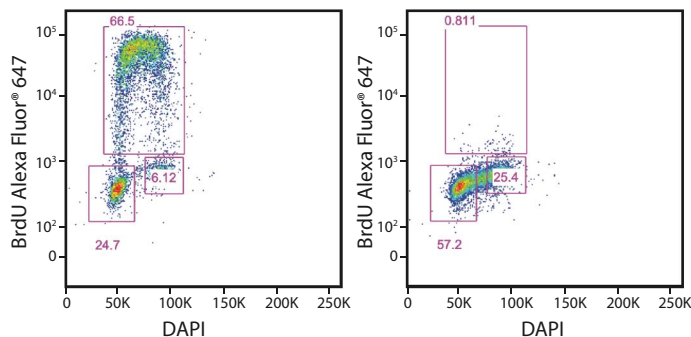 66.5
10⁵
10⁴
10³
10²
0
BrdU Alexa Fluor® 647
6.12
24.7
0 50K 100K 150K 200K 250K
DAPI
0.811
10⁵
10⁴
10³
10²
0
BrdU Alexa Fluor® 647
25.4
57.2
0 50K 100K 150K 200K 250K
DAPI